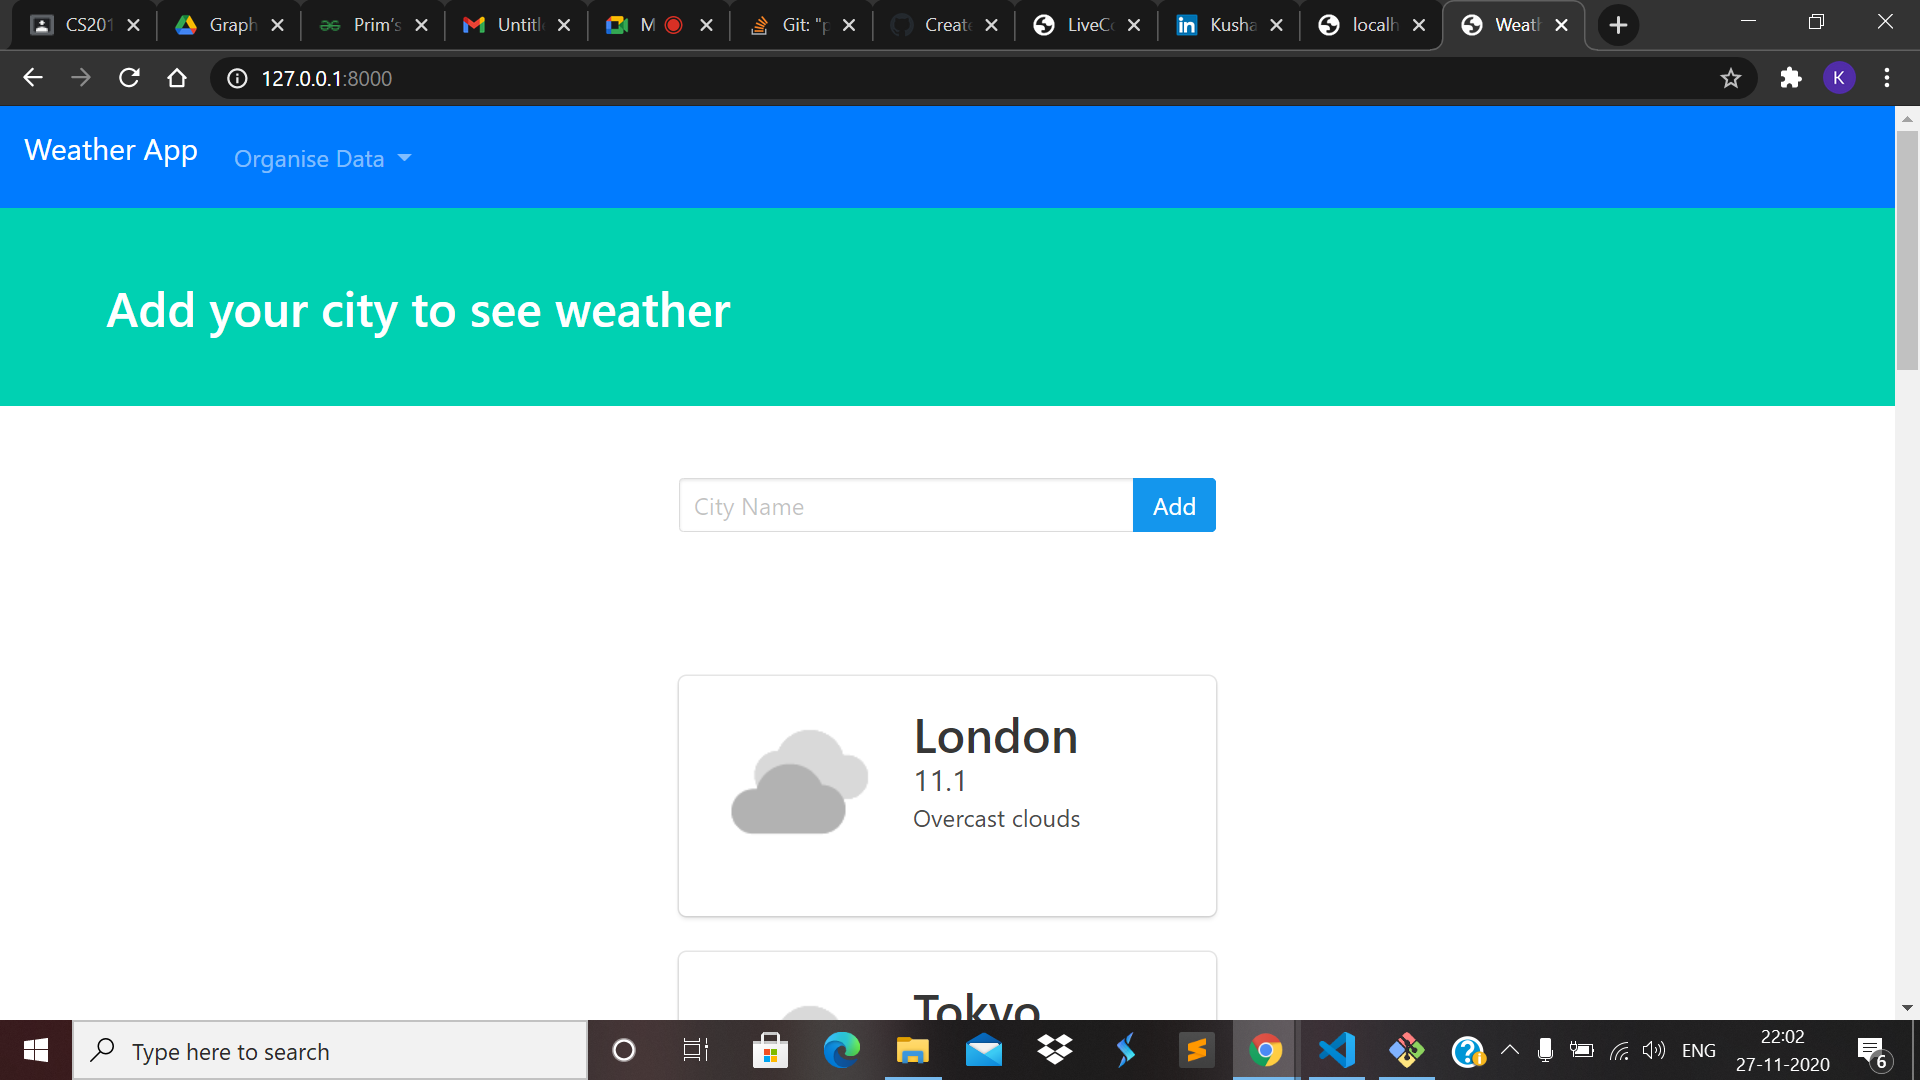 CS201 Graph Prim's Untitle M Git: "p Create LiveCo Kusha localh Weath
127.0.0.1:8000
Weather App Organise Data
Add your city to see weather
City Name Add
London
11.1
Overcast clouds
Tokyo
Type here to search ENG 22:02
27-11-2020 6
K